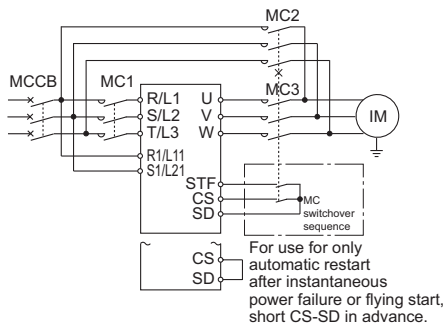 MC2
MCCB
MC1
R/L1
S/L2
T/L3
R1/L11
S1/L21
U
V
W
MC3
IM
STF
CS
SD
MC
switchover
sequence
CS
SD
For use for only
automatic restart
after instantaneous
power failure or flying start,
short CS-SD in advance.